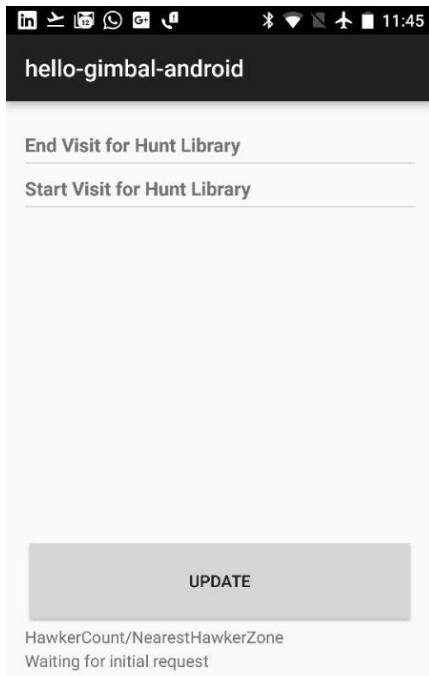 11:45
hello-gimbal-android
End Visit for Hunt Library
Start Visit for Hunt Library
UPDATE
HawkerCount/NearestHawkerZone
Waiting for initial request